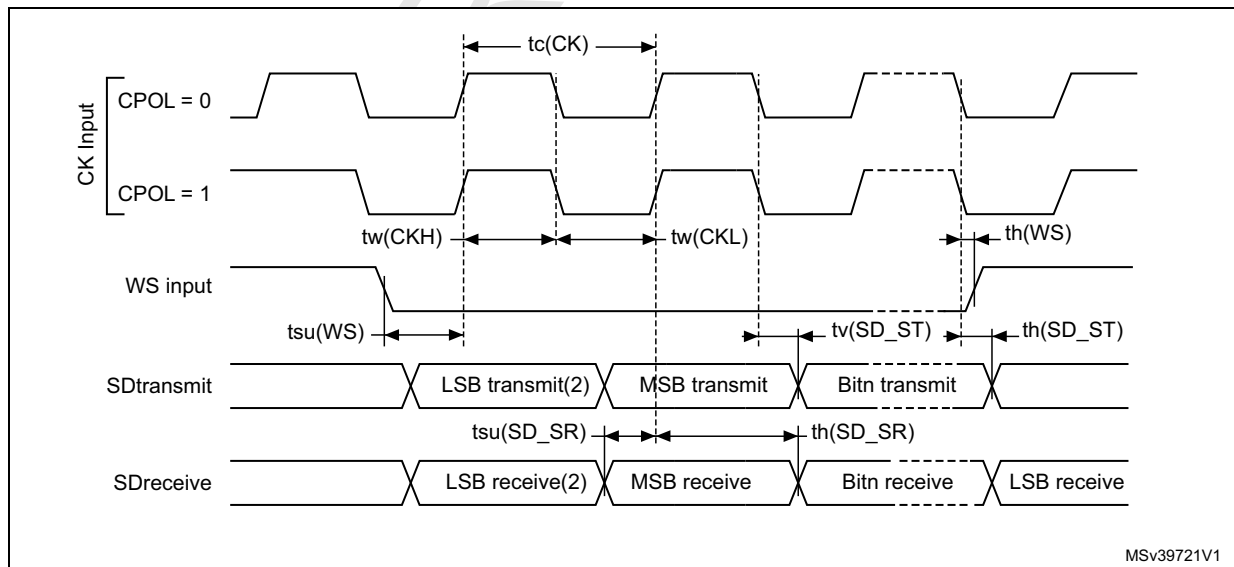 tc(CK)
CK Input
CPOL = 0
CPOL = 1
tw(CKH)
tw(CKL)
th(WS)
WS input
tsu(WS)
tv(SD_ST)
th(SD_ST)
SDtransmit
LSB transmit(2)
MSB transmit
Bitn transmit
tsu(SD_SR)
th(SD_SR)
SDreceive
LSB receive(2)
MSB receive
Bitn receive
LSB receive
MSv39721V1